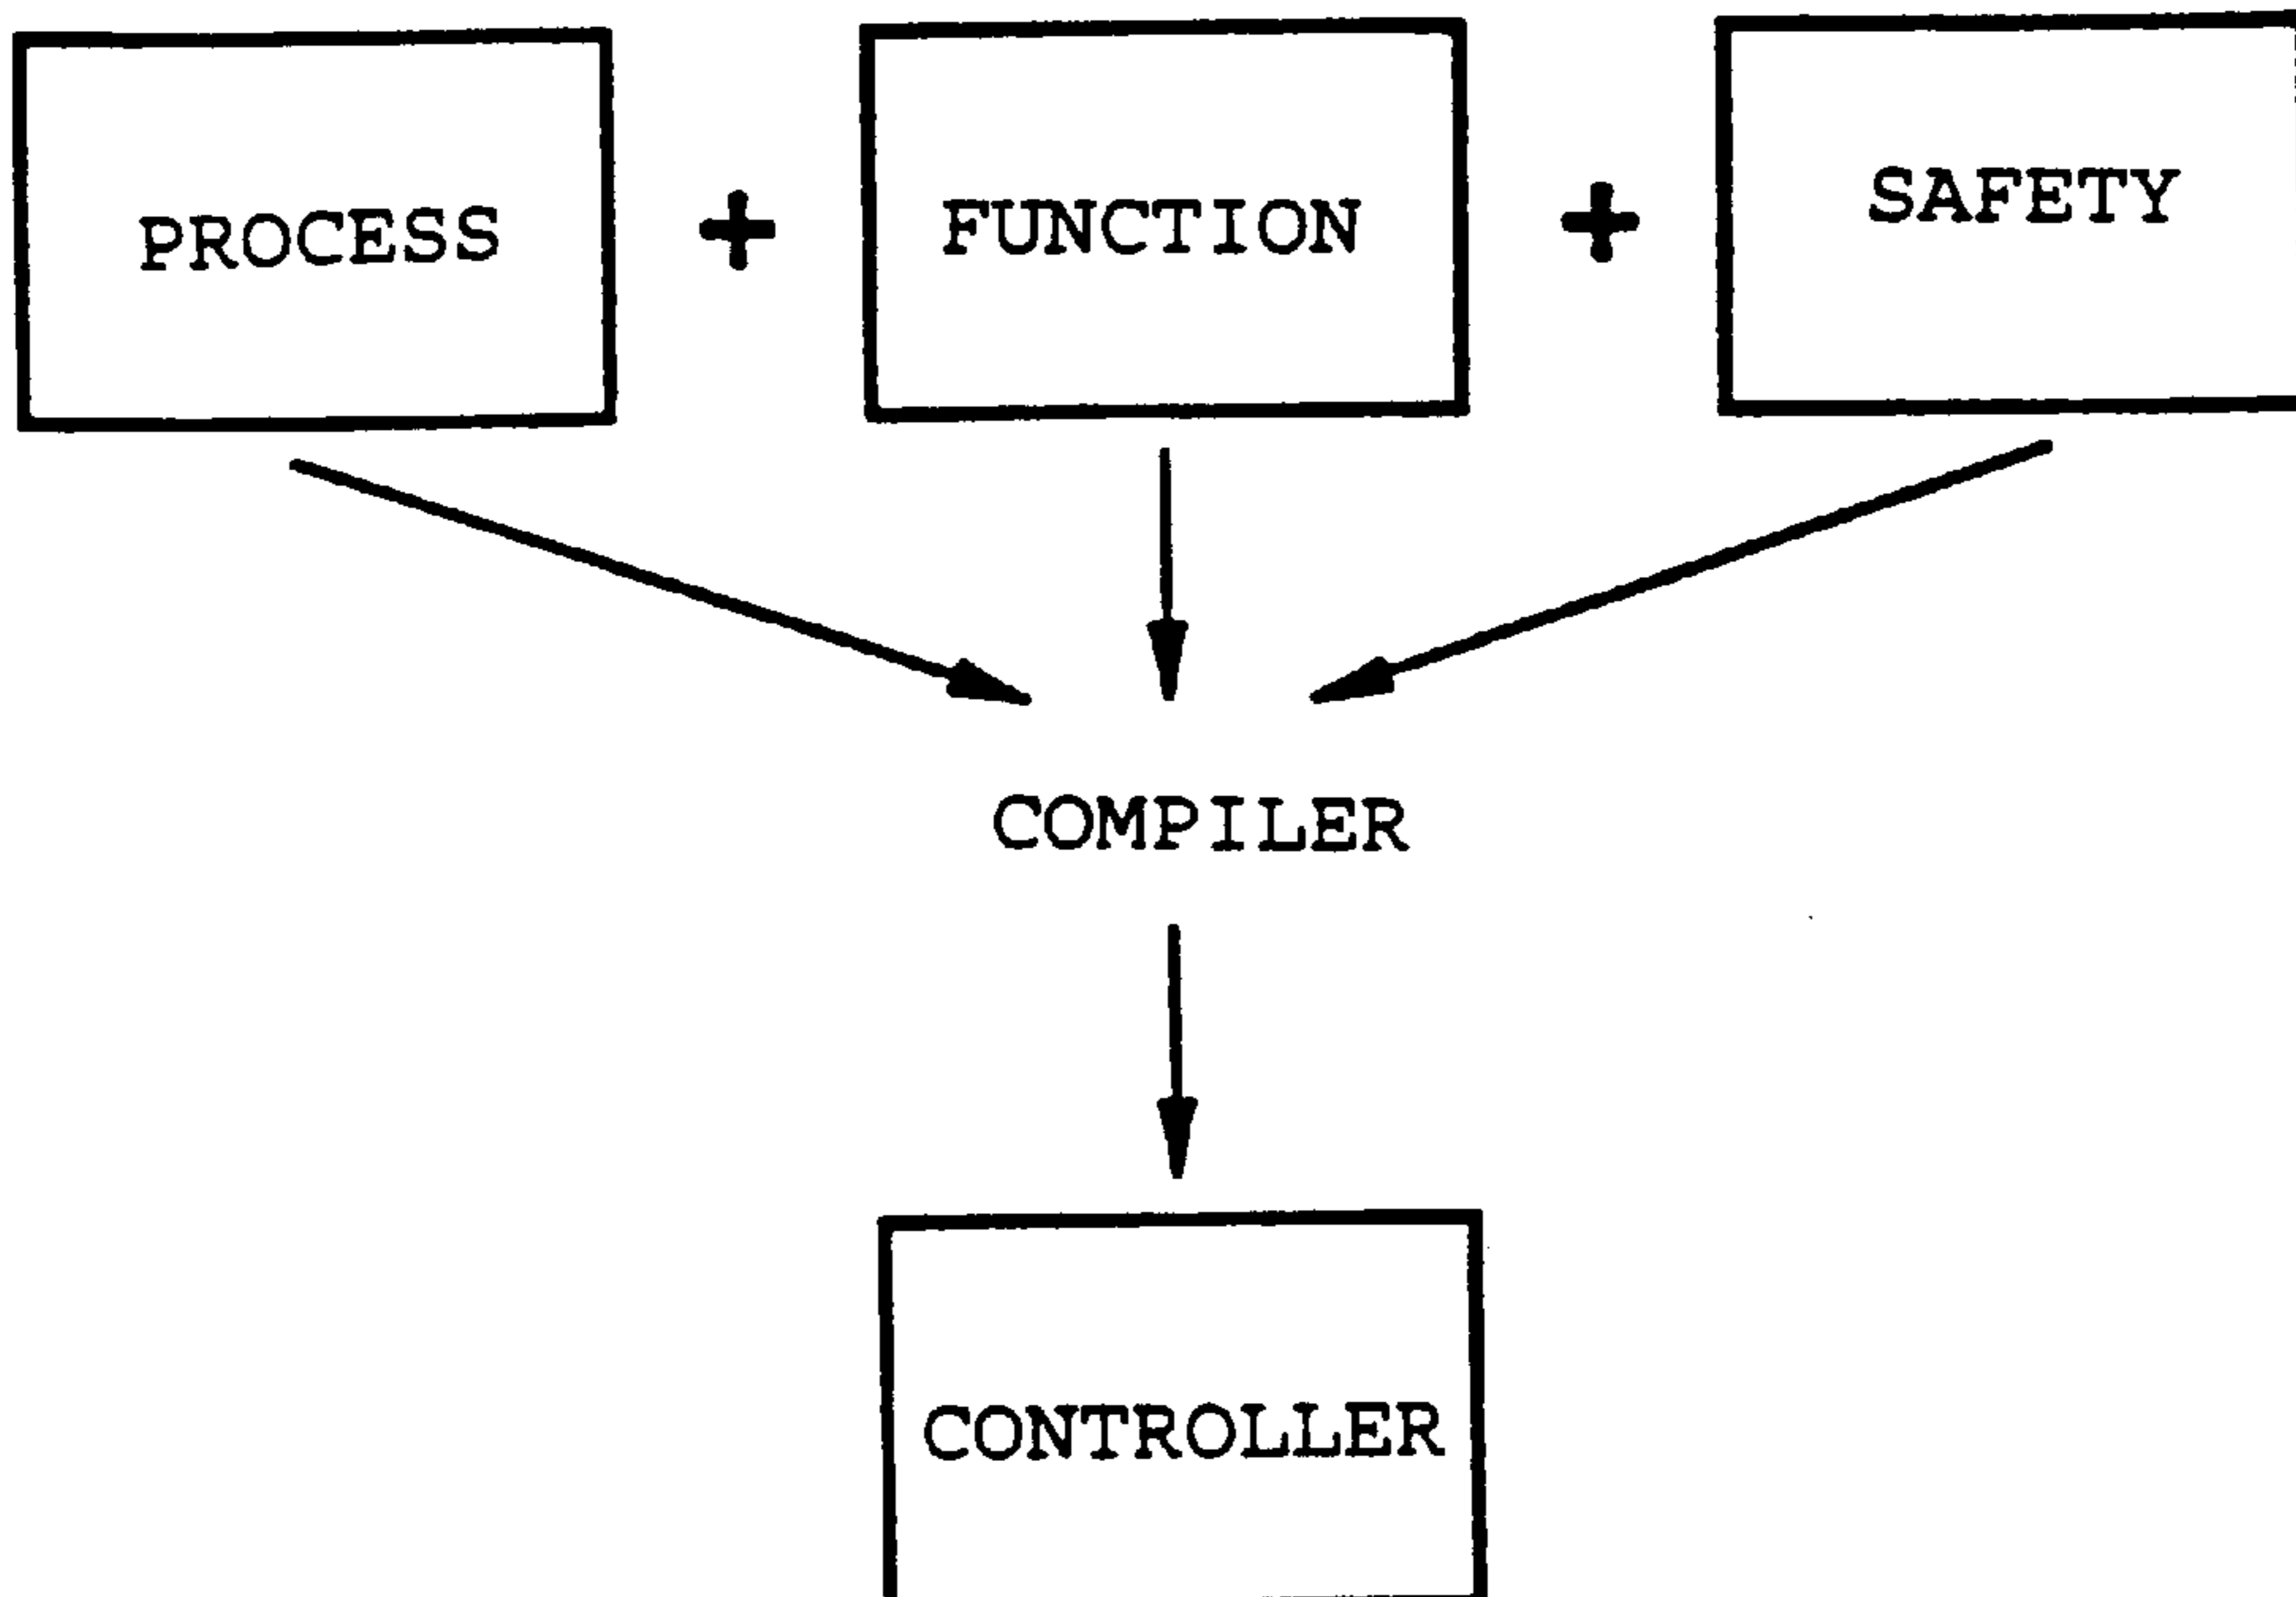 PROCESS + FUNCTION + SAFETY
COMPILER
CONTROLLER